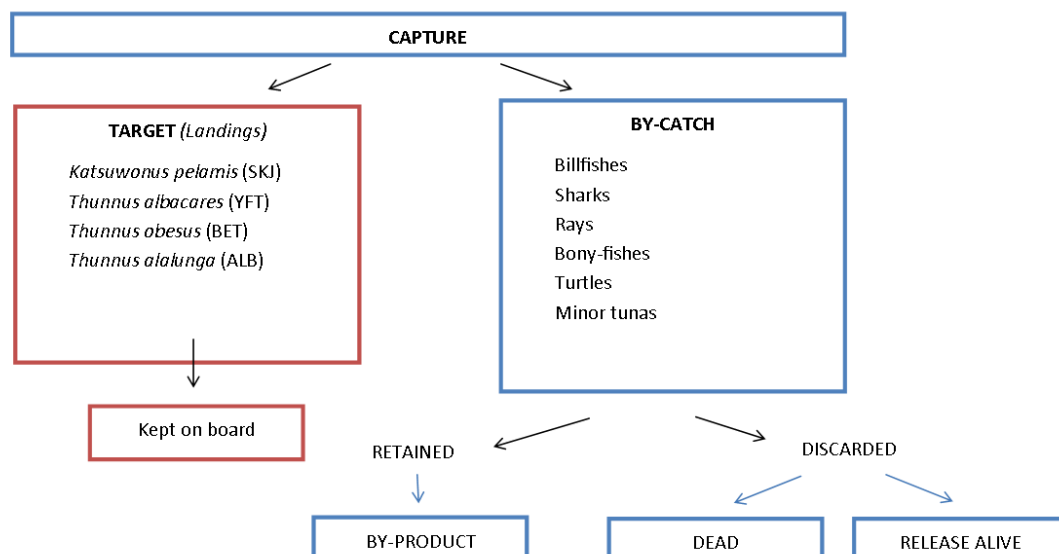 CAPTURE
TARGET (Landings)
Katsuwonus pelamis (SKJ)
Thunnus albacares (YFT)
Thunnus obesus (BET)
Thunnus alalunga (ALB)
Kept on board
BY-CATCH
Billfishes
Sharks
Rays
Bony-fishes
Turtles
Minor tunas
RETAINED
DISCARDED
BY-PRODUCT
DEAD
RELEASE ALIVE